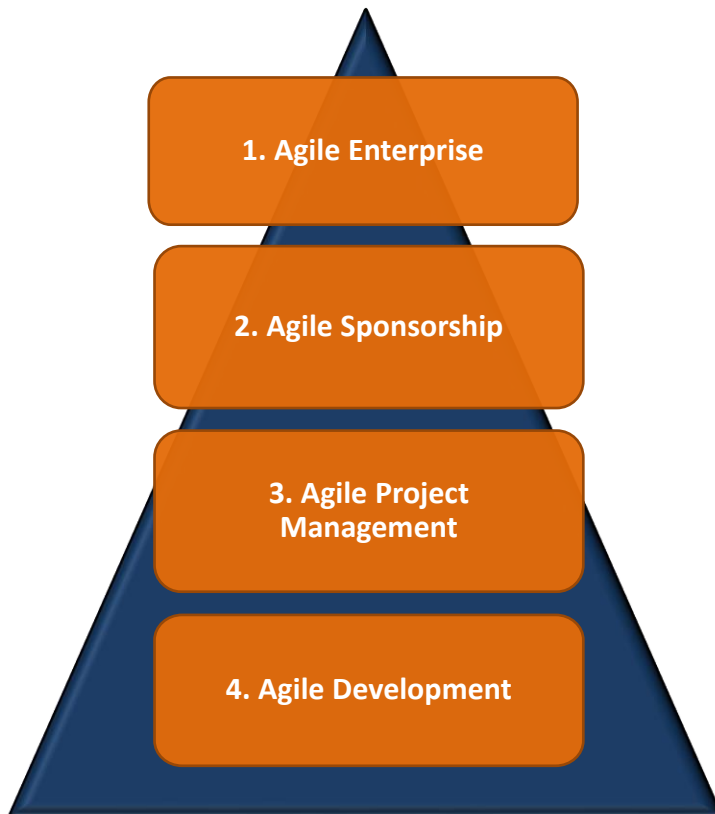 1. Agile Enterprise
2. Agile Sponsorship
3. Agile Project
Management
4. Agile Development